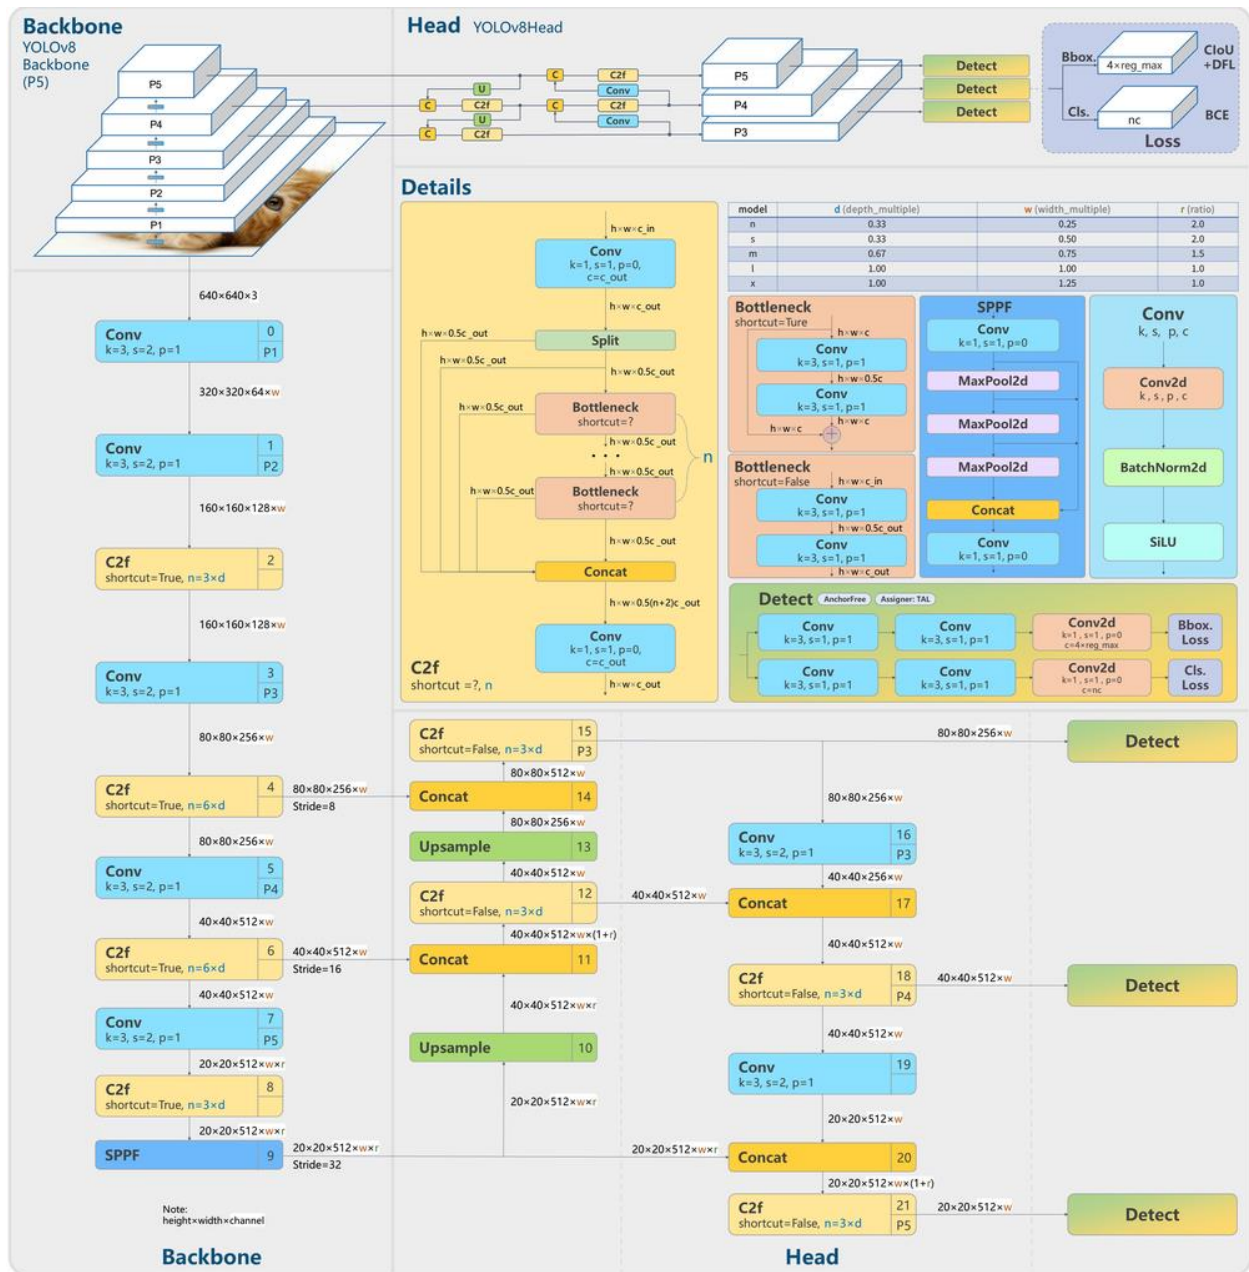 Backbone
YOLOv8
Backbone
(P5)
P5
P4
P3
P2
P1
Head YOLOv8Head
C C2f
U Conv
C C2f C C2f
U Conv
C C2f
P5
P4
P3
Detect
Detect
Detect
Bbox. 4×reg_max CIoU
+DFL
Cls. nc BCE
Loss
Details
h×w×c_in
Conv
k=1, s=1, p=0,
c=c_out
h×w×c_out
h×w×0.5c_out
Split
h×w×0.5c_out
h×w×0.5c_out
h×w×0.5c_out
Bottleneck
shortcut=?
h×w×0.5c_out
• • •
n
h×w×0.5c_out
h×w×0.5c_out
Bottleneck
shortcut=?
h×w×0.5c_out
Concat
h×w×0.5(n+2)c_out
Conv
k=1, s=1, p=0,
c=c_out
C2f
shortcut =?, n
h×w×c_out
model d (depth_multiple) w (width_multiple) r (ratio)
n 0.33 0.25 2.0
s 0.33 0.50 2.0
m 0.67 0.75 1.5
l 1.00 1.00 1.0
x 1.00 1.25 1.0
Bottleneck
shortcut=Ture
h×w×c
Conv
k=3, s=1, p=1
h×w×0.5c
Conv
k=3, s=1, p=1
h×w×c
h×w×c
+
Bottleneck
shortcut=False
h×w×c_in
Conv
k=3, s=1, p=1
h×w×0.5c_out
Conv
k=3, s=1, p=1
h×w×c_out
SPPF
Conv
k=1, s=1, p=0
MaxPool2d
MaxPool2d
MaxPool2d
Concat
Conv
k=1, s=1, p=0
Conv
k, s, p, c
Conv2d
k, s, p, c
BatchNorm2d
SiLU
Detect AnchorFree Assigner: TAL
Conv
k=3, s=1, p=1
Conv
k=3, s=1, p=1
Conv2d
k=1, s=1, p=0
c=4×reg_max
Bbox.
Loss
Conv
k=3, s=1, p=1
Conv
k=3, s=1, p=1
Conv2d
k=1, s=1, p=0
c=nc
Cls.
Loss
640×640×3
Conv 0
k=3, s=2, p=1 P1
320×320×64×w
Conv 1
k=3, s=2, p=1 P2
160×160×128×w
C2f 2
shortcut=True, n=3×d
160×160×128×w
Conv 3
k=3, s=2, p=1 P3
80×80×256×w
C2f 4
shortcut=True, n=6×d
80×80×256×w
Stride=8
80×80×256×w
Conv 5
k=3, s=2, p=1 P4
40×40×512×w
C2f 6
shortcut=True, n=6×d
40×40×512×w
Stride=16
40×40×512×w
Conv 7
k=3, s=2, p=1 P5
20×20×512×w×r
C2f 8
shortcut=True, n=3×d
20×20×512×w×r
SPPF 9
20×20×512×w×r
Stride=32
Note:
height×width×channel
Backbone
C2f 15
shortcut=False, n=3×d P3
80×80×512×w
Concat 14
80×80×256×w
Upsample 13
40×40×512×w
C2f 12
shortcut=False, n=3×d
40×40×512×w×(1+r)
Concat 11
40×40×512×w×r
Upsample 10
20×20×512×w×r
80×80×256×w
Detect
80×80×256×w
Conv 16
k=3, s=2, p=1 P3
40×40×256×w
40×40×512×w
Concat 17
40×40×512×w
C2f 18
shortcut=False, n=3×d P4
40×40×512×w
Detect
40×40×512×w
Conv 19
k=3, s=2, p=1
20×20×512×w
20×20×512×w×r
Concat 20
20×20×512×w×(1+r)
C2f 21
shortcut=False, n=3×d P5
20×20×512×w
Detect
Head